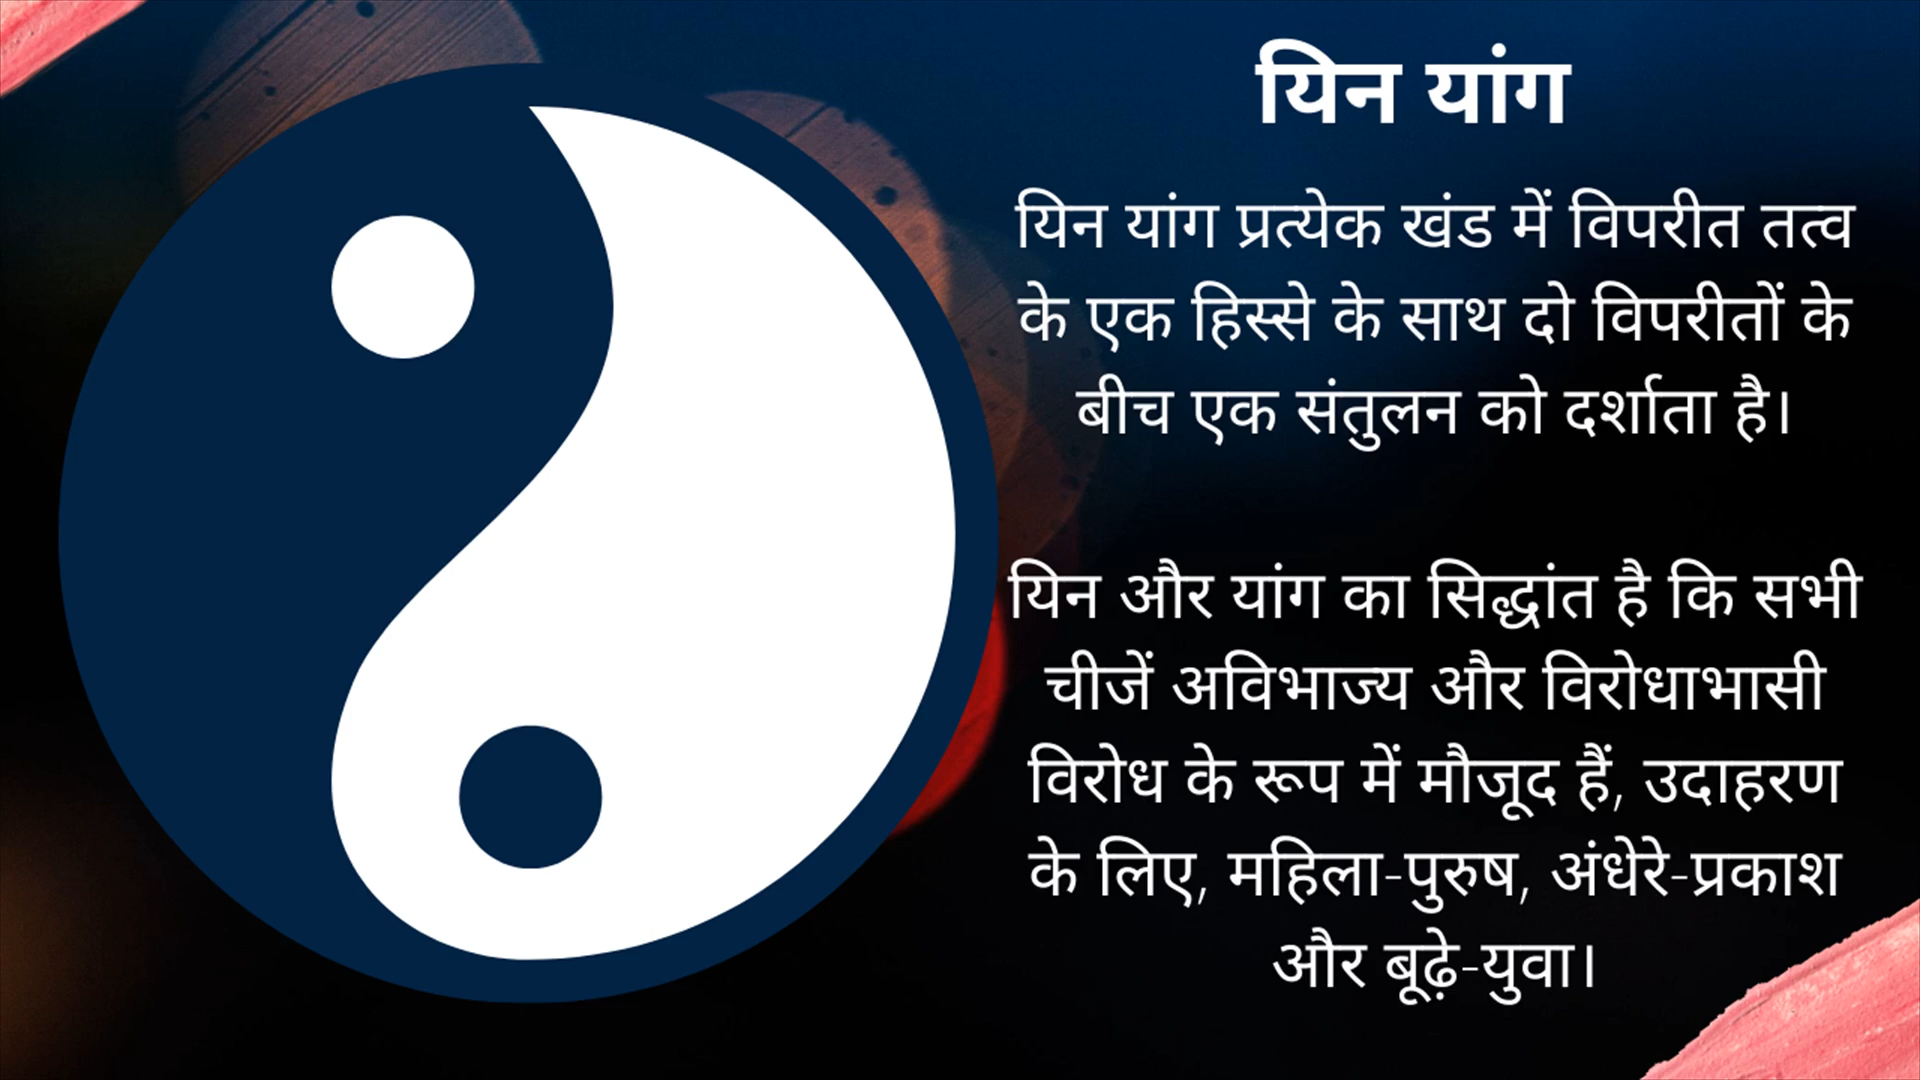 यिन यांग
यिन यांग प्रत्येक खंड में विपरीत तत्व
के एक हिस्से के साथ दो विपरीतों के
बीच एक संतुलन को दर्शाता है।
यिन और यांग का सिद्धांत है कि सभी
चीजें अविभाज्य और विरोधाभासी
विरोध के रूप में मौजूद हैं, उदाहरण
के लिए, महिला-पुरुष, अंधेरे-प्रकाश
और बूढ़े-युवा।